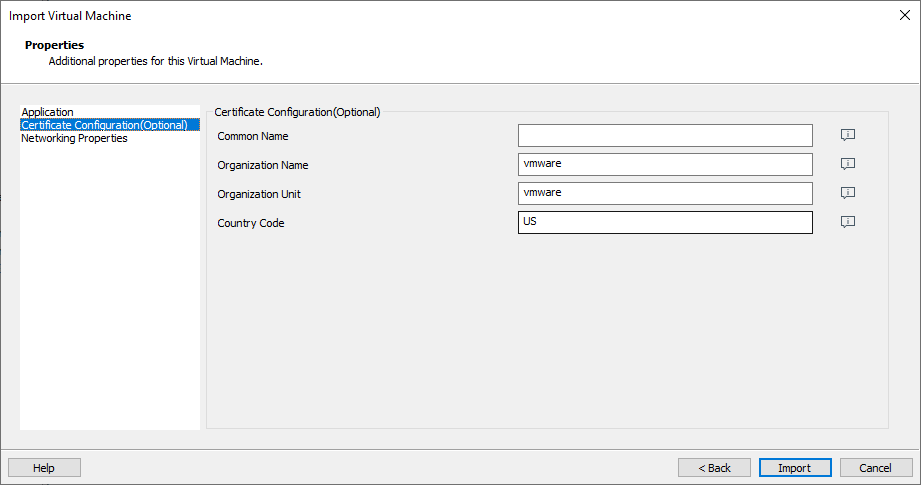 Import Virtual Machine
Properties
Additional properties for this Virtual Machine.
Application
Certificate Configuration(Optional)
Networking Properties
Certificate Configuration(Optional)
Common Name
Organization Name vmware
Organization Unit vmware
Country Code US
Help < Back Import Cancel